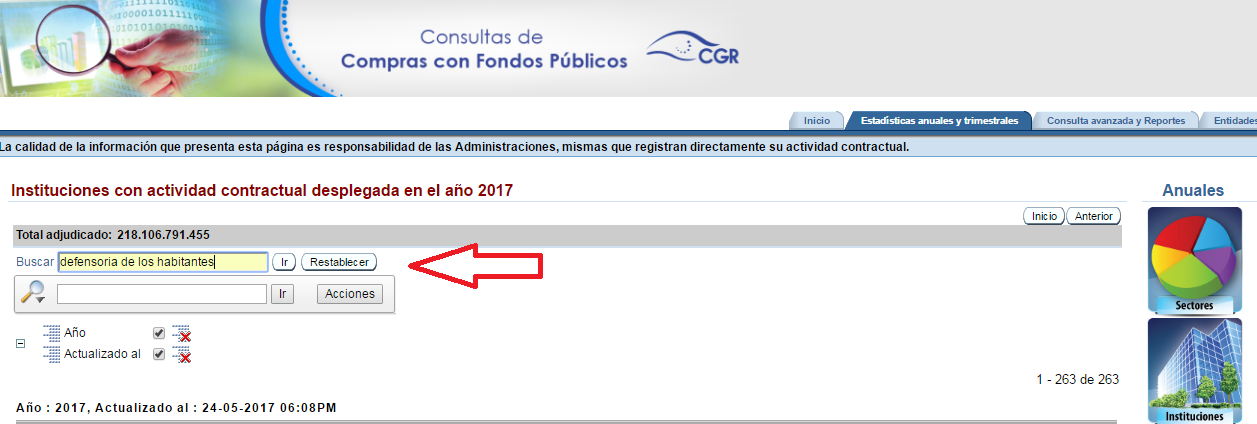 Consultas de
Compras con Fondos Públicos
CGR
Inicio Estadísticas anuales y trimestrales Consulta avanzada y Reportes Entidades
La calidad de la información que presenta esta página es responsabilidad de las Administraciones, mismas que registran directamente su actividad contractual.
Instituciones con actividad contractual desplegada en el año 2017
Anuales
Inicio Anterior
Total adjudicado: 218.106.791.455
Buscar defensoria de los habitantes Ir Restablecer
Ir Acciones
Sectores
Año
Actualizado al
1 - 263 de 263
Año : 2017, Actualizado al : 24-05-2017 06:08PM
Instituciones